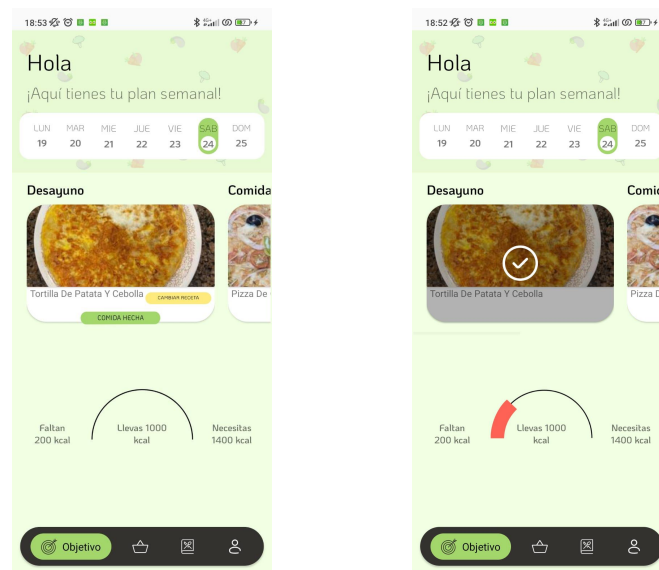 18:53
Hola
¡Aquí tienes tu plan semanal!
LUN MAR MIE JUE VIE SAB DOM
19 20 21 22 23 24 25
Desayuno Comida
Tortilla De Patata Y Cebolla
CAMBIAR RECETA
Pizza De
COMIDA HECHA
Faltan
200 kcal
Llevas 1000
kcal
Necesitas
1400 kcal
Objetivo
18:52
Hola
¡Aquí tienes tu plan semanal!
LUN MAR MIE JUE VIE SAB DOM
19 20 21 22 23 24 25
Desayuno Comid
Tortilla De Patata Y Cebolla
Pizza D
Faltan
200 kcal
Llevas 1000
kcal
Necesitas
1400 kcal
Objetivo